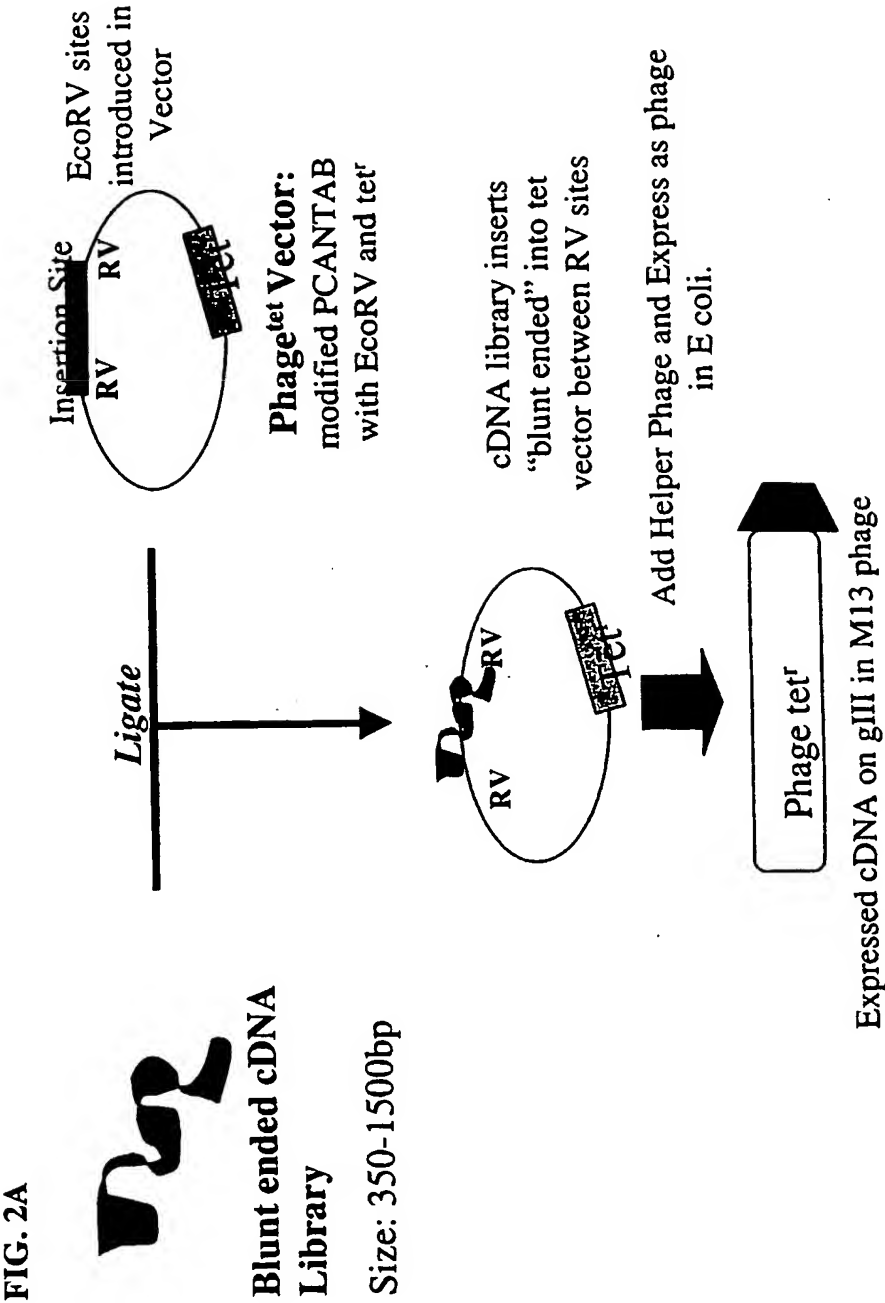 FIG. 2A
Blunt ended cDNA
Library
Size: 350-1500bp
Ligate
Insertion Site
RV RV
EcoRV sites
introduced in
Vector
Tet
Phageᵗᵉᵗ Vector:
modified PCANTAB
with EcoRV and tetʳ
RV RV
Tet
cDNA library inserts
“blunt ended” into tet
vector between RV sites
Add Helper Phage and Express as phage
in E coli.
Phage tetʳ
Expressed cDNA on gIII in M13 phage